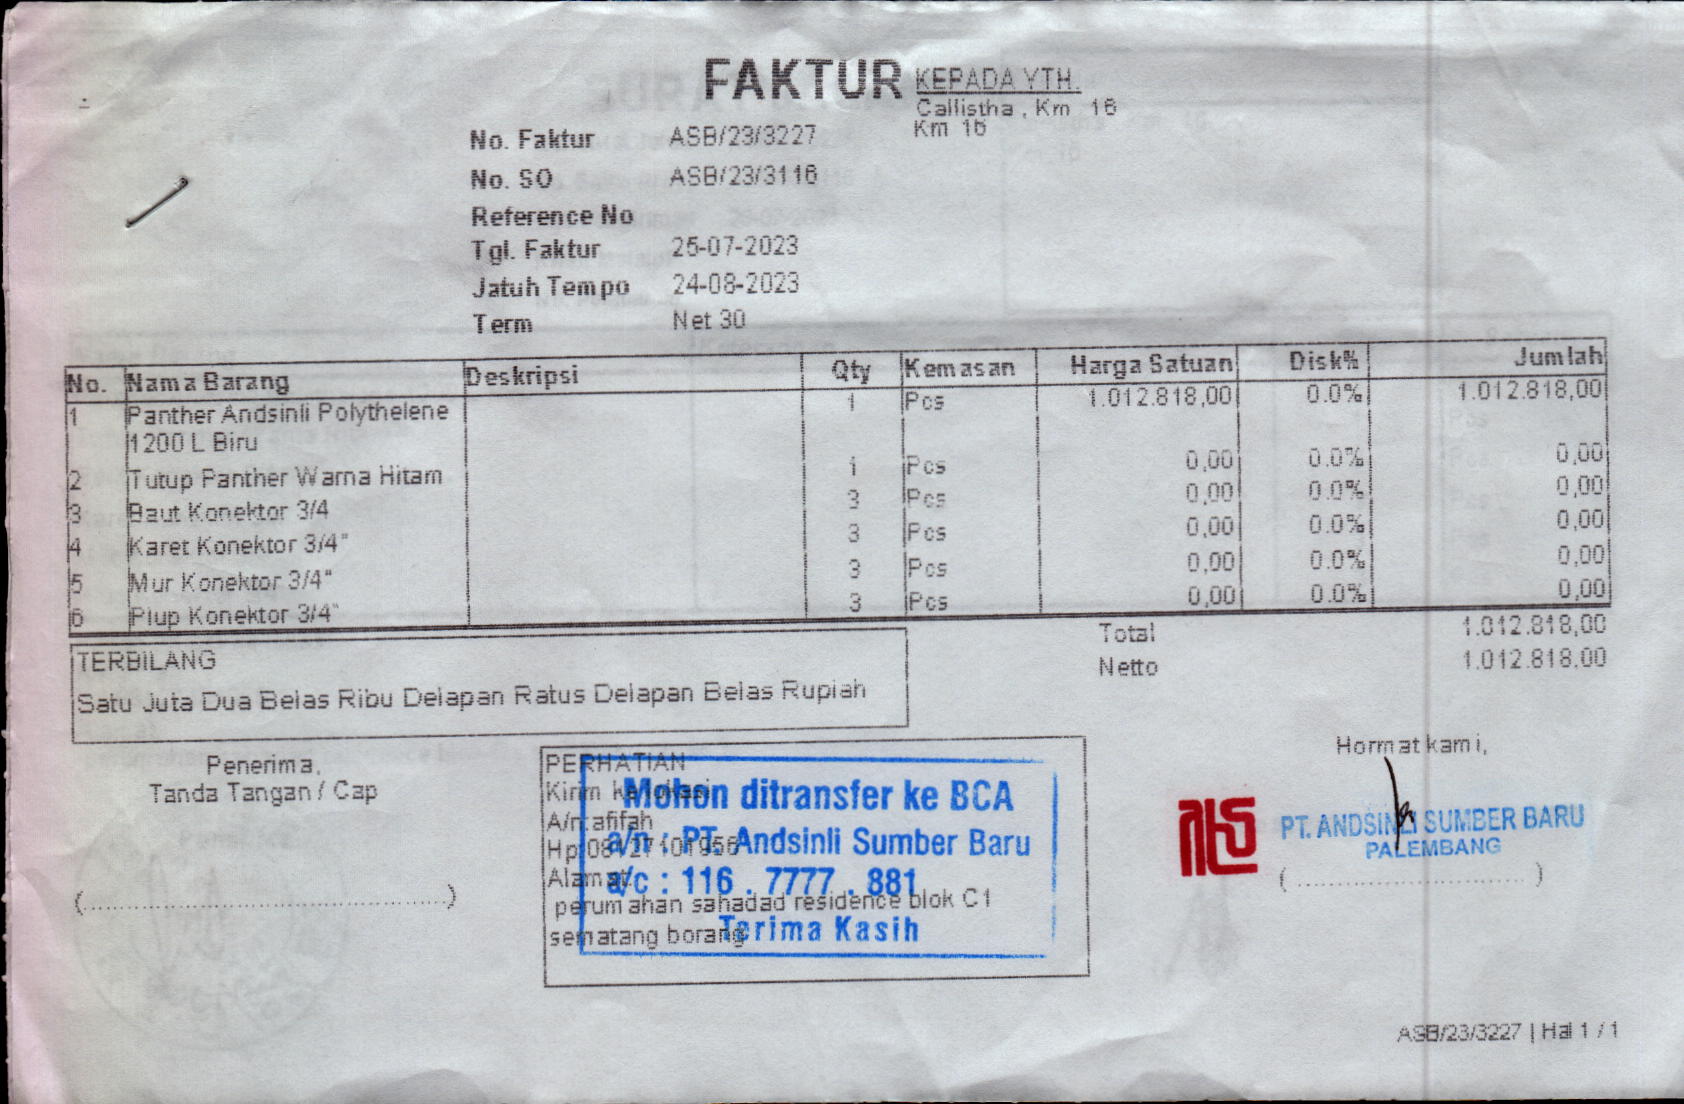 FAKTUR
KEPADA YTH.
Callistha , Km 16
Km 16
No. Faktur ASB/23/3227
No. SO ASB/23/3116
Reference No
Tgl. Faktur 25-07-2023
Jatuh Tempo 24-08-2023
Term Net 30
No. Nama Barang Deskripsi Qty Kemasan Harga Satuan Disk% Jumlah
1 Panther Andsinli Polythelene 1 Pcs 1.012.818,00 0.0% 1.012.818,00
1200 L Biru
2 Tutup Panther Warna Hitam 1 Pcs 0,00 0.0% 0,00
3 Baut Konektor 3/4 3 Pcs 0,00 0.0% 0,00
4 Karet Konektor 3/4" 3 Pcs 0,00 0.0% 0,00
5 Mur Konektor 3/4" 3 Pcs 0,00 0.0% 0,00
6 Plup Konektor 3/4" 3 Pcs 0,00 0.0% 0,00
Total 1.012.818,00
Netto 1.012.818,00
TERBILANG
Satu Juta Dua Belas Ribu Delapan Ratus Delapan Belas Rupiah
Penerima,
Tanda Tangan / Cap
(........................................)
PERHATIAN
Kirim ke lokasi
A/n afifah
Hp
Alamat
perumahan sahadad residence blok C1
sematang borang
Mohon ditransfer ke BCA
a/n : PT. Andsinli Sumber Baru
a/c : 116 . 7777 . 881
Terima Kasih
Hormat kami,
PT. ANDSINLI SUMBER BARU
PALEMBANG
(..............................)
ASB/23/3227 | Hal 1 / 1